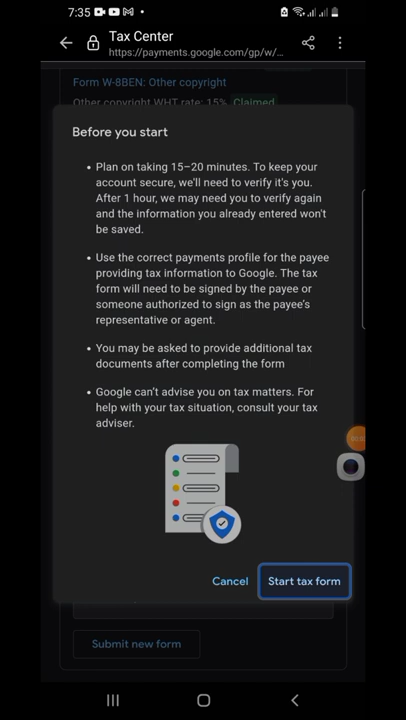 7:35
Tax Center
https://payments.google.com/gp/w/...
Form W-8BEN: Other copyright
Other copyright WHT rate: 15% Claimed
Before you start
• Plan on taking 15–20 minutes. To keep your
account secure, we'll need to verify it's you.
After 1 hour, we may need you to verify again
and the information you already entered won't
be saved.
• Use the correct payments profile for the payee
providing tax information to Google. The tax
form will need to be signed by the payee or
someone authorized to sign as the payee's
representative or agent.
• You may be asked to provide additional tax
documents after completing the form
• Google can't advise you on tax matters. For
help with your tax situation, consult your tax
adviser.
Cancel
Start tax form
Submit new form